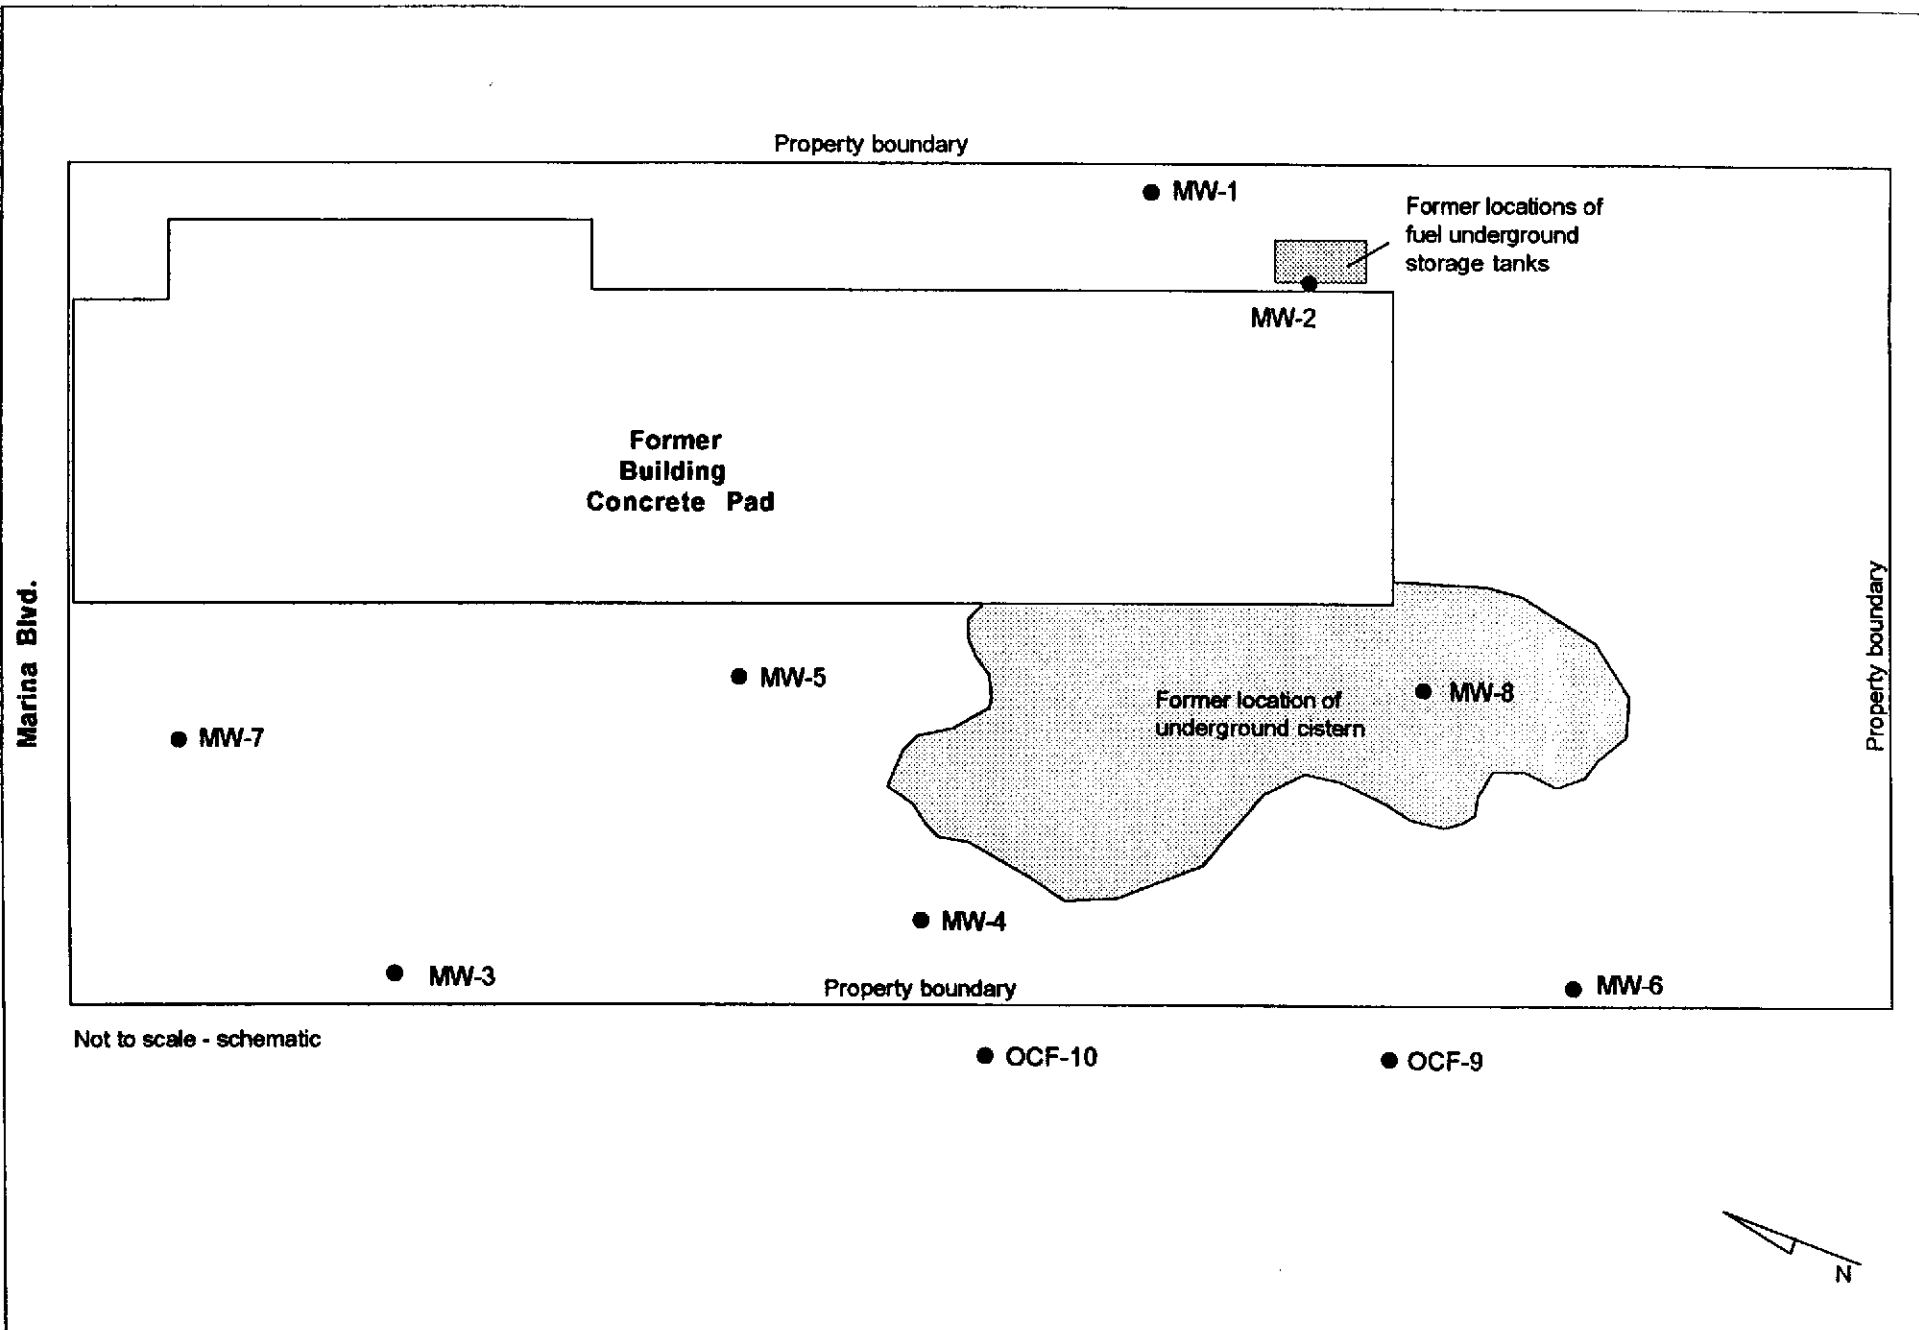 Property boundary
MW-1
Former locations of
fuel underground
storage tanks
MW-2
Former
Building
Concrete Pad
Marina Blvd.
Property boundary
MW-5
MW-8
Former location of
underground cistern
MW-7
MW-4
MW-3
Property boundary
MW-6
Not to scale - schematic
OCF-10
OCF-9
N